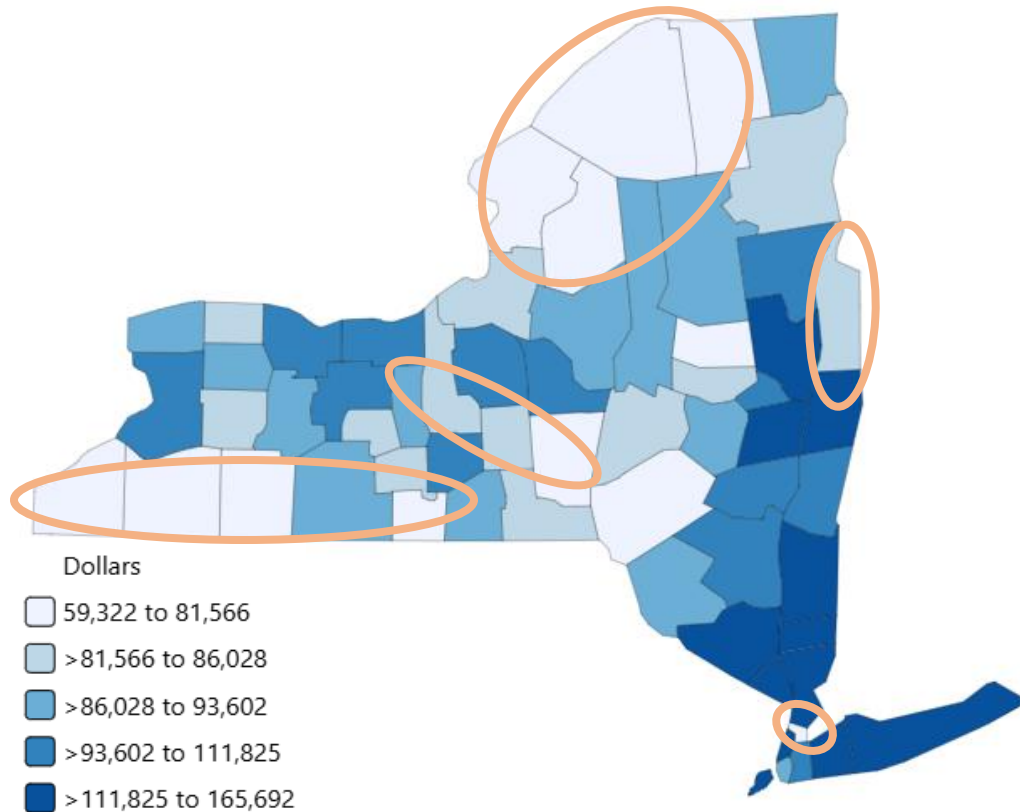 Dollars
59,322 to 81,566
>81,566 to 86,028
>86,028 to 93,602
>93,602 to 111,825
>111,825 to 165,692